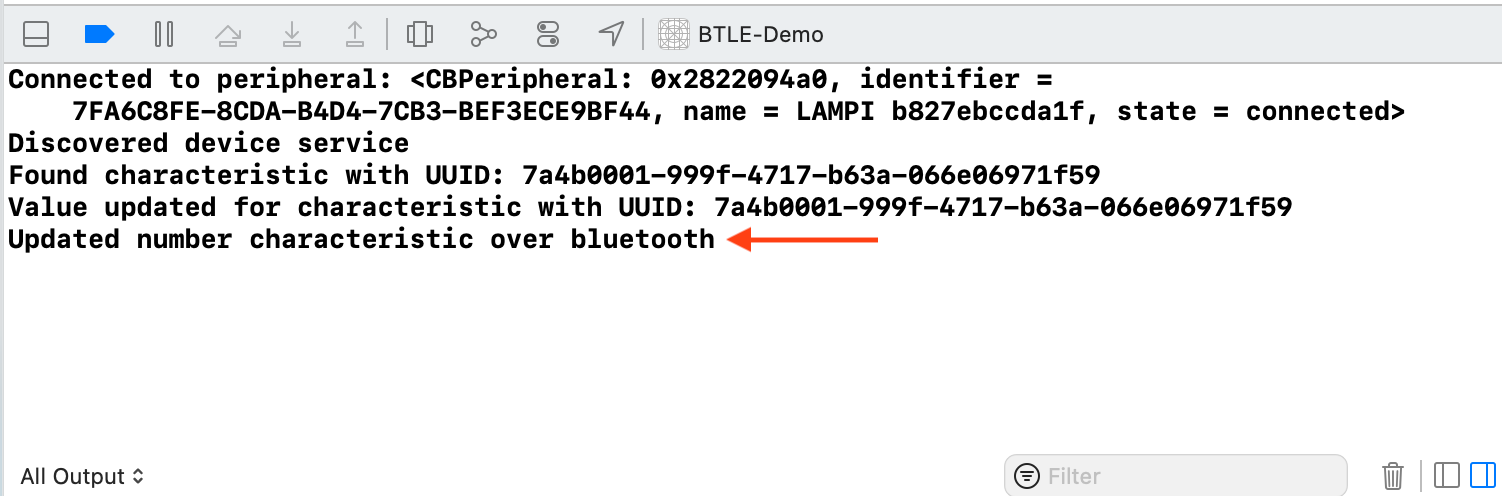 BTLE-Demo
Connected to peripheral: <CBPeripheral: 0x2822094a0, identifier =
7FA6C8FE-8CDA-B4D4-7CB3-BEF3ECE9BF44, name = LAMPI b827ebccda1f, state = connected>
Discovered device service
Found characteristic with UUID: 7a4b0001-999f-4717-b63a-066e06971f59
Value updated for characteristic with UUID: 7a4b0001-999f-4717-b63a-066e06971f59
Updated number characteristic over bluetooth
All Output
Filter